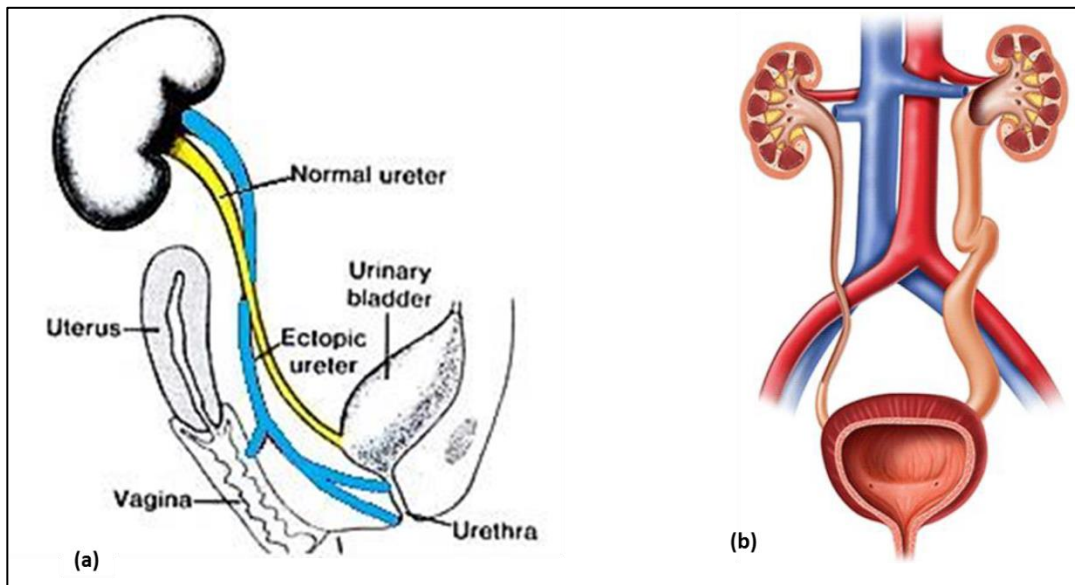 Normal ureter
Urinary
bladder
Uterus
Ectopic
ureter
Vagina
Urethra
(a)
(b)